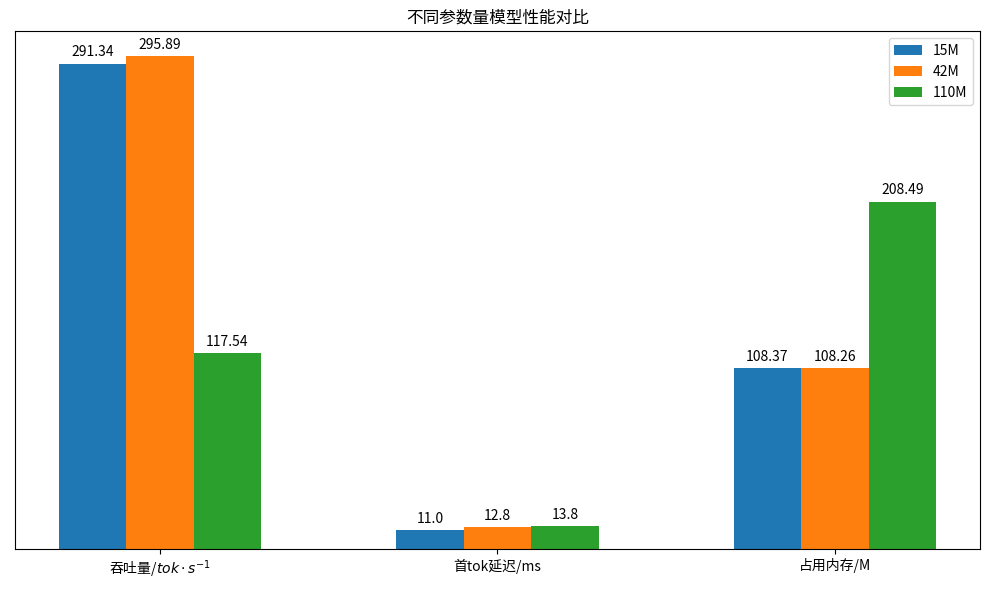 不同参数量模型性能对比
15M
42M
110M
291.34
295.89
117.54
11.0
12.8
13.8
108.37
108.26
208.49
吞吐量/tok · s⁻¹
首tok延迟/ms
占用内存/M